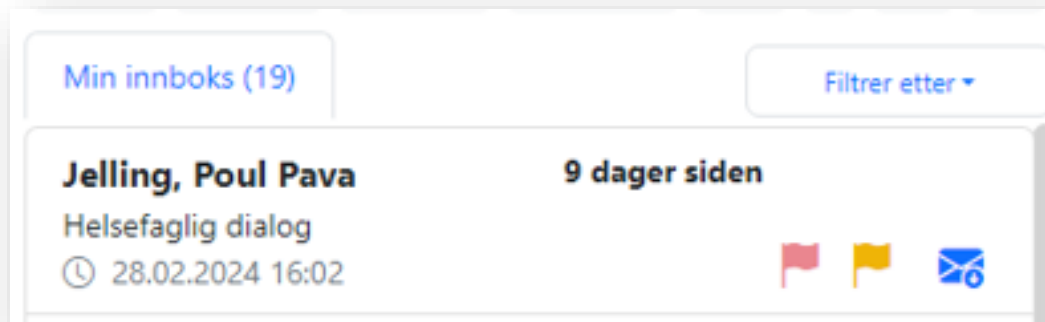 Min innboks (19)
Filtrer etter
Jelling, Poul Pava
9 dager siden
Helsefaglig dialog
28.02.2024 16:02